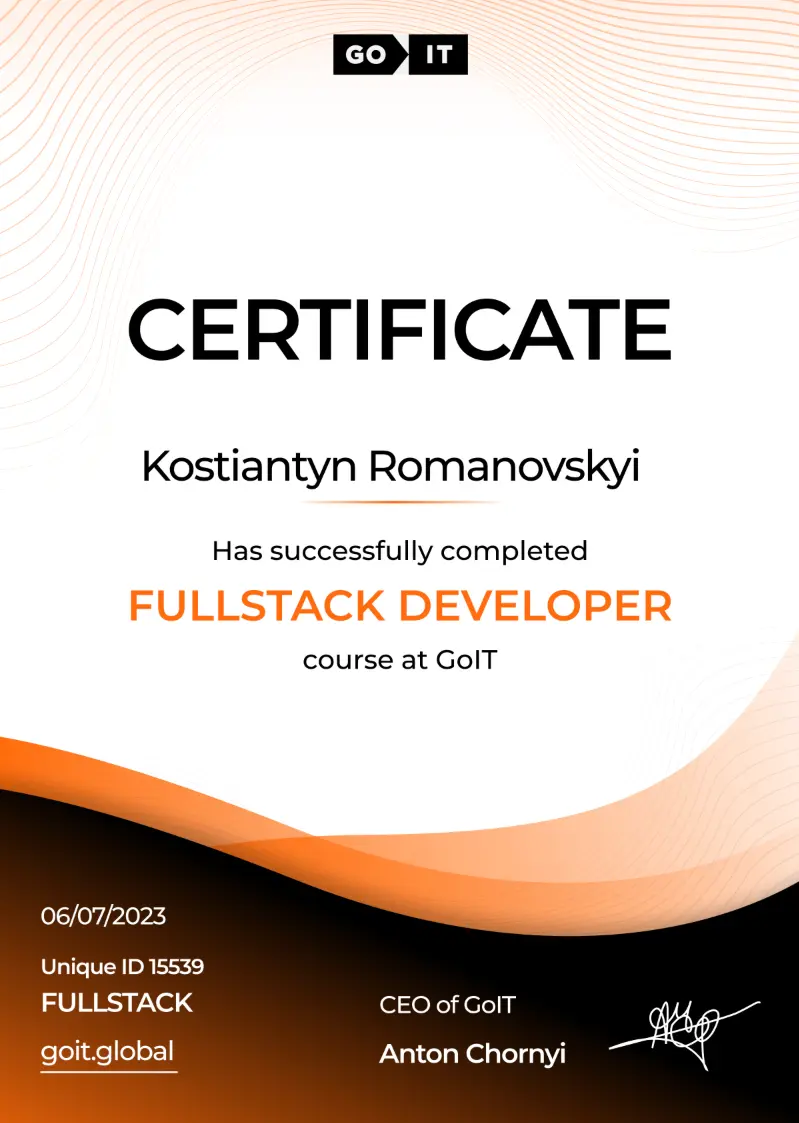 GO IT
CERTIFICATE
Kostiantyn Romanovskyi
Has successfully completed
FULLSTACK DEVELOPER
course at GoIT
06/07/2023
Unique ID 15539
FULLSTACK
goit.global
CEO of GoIT
Anton Chornyi